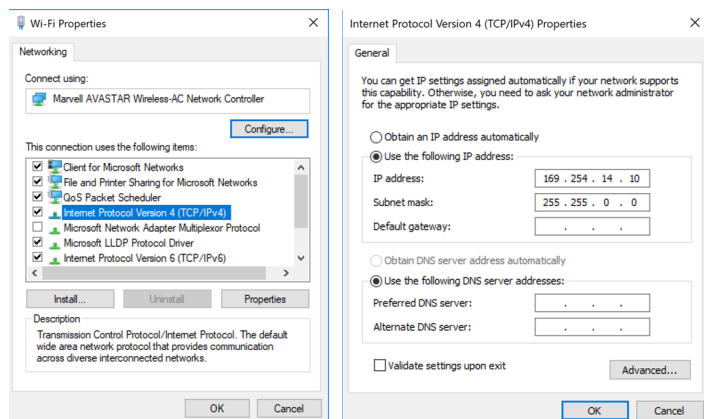 Wi-Fi Properties
Networking
Connect using:
Marvell AVASTAR Wireless-AC Network Controller
Configure...
This connection uses the following items:
Client for Microsoft Networks
File and Printer Sharing for Microsoft Networks
QoS Packet Scheduler
Internet Protocol Version 4 (TCP/IPv4)
Microsoft Network Adapter Multiplexor Protocol
Microsoft LLDP Protocol Driver
Internet Protocol Version 6 (TCP/IPv6)
Install...
Uninstall
Properties
Description
Transmission Control Protocol/Internet Protocol. The default
wide area network protocol that provides communication
across diverse interconnected networks.
OK
Cancel
Internet Protocol Version 4 (TCP/IPv4) Properties
General
You can get IP settings assigned automatically if your network supports
this capability. Otherwise, you need to ask your network administrator
for the appropriate IP settings.
Obtain an IP address automatically
Use the following IP address:
IP address: 169 . 254 . 14 . 10
Subnet mask: 255 . 255 . 0 . 0
Default gateway: . . .
Obtain DNS server address automatically
Use the following DNS server addresses:
Preferred DNS server: . . .
Alternate DNS server: . . .
Validate settings upon exit
Advanced...
OK
Cancel